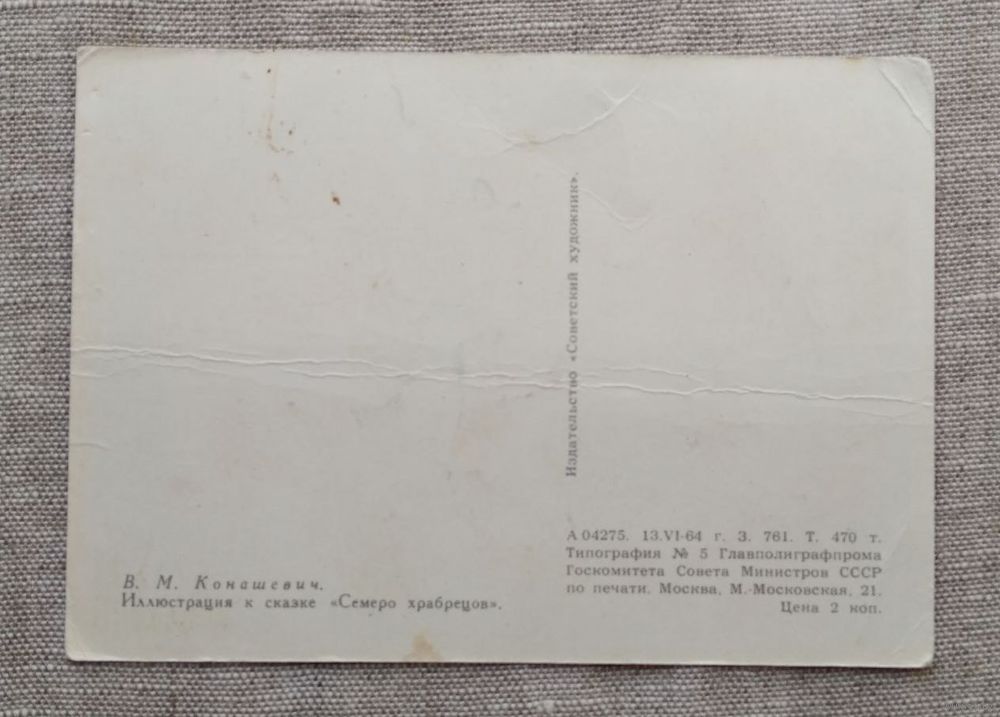 Издательство «Советский художник».
А 04275. 13.VI-64 г. З. 761. Т. 470 т.
Типография № 5 Главполиграфпрома
Госкомитета Совета Министров СССР
по печати. Москва, М.-Московская, 21.
Цена 2 коп.
В. М. Конашевич.
Иллюстрация к сказке «Семеро храбрецов».